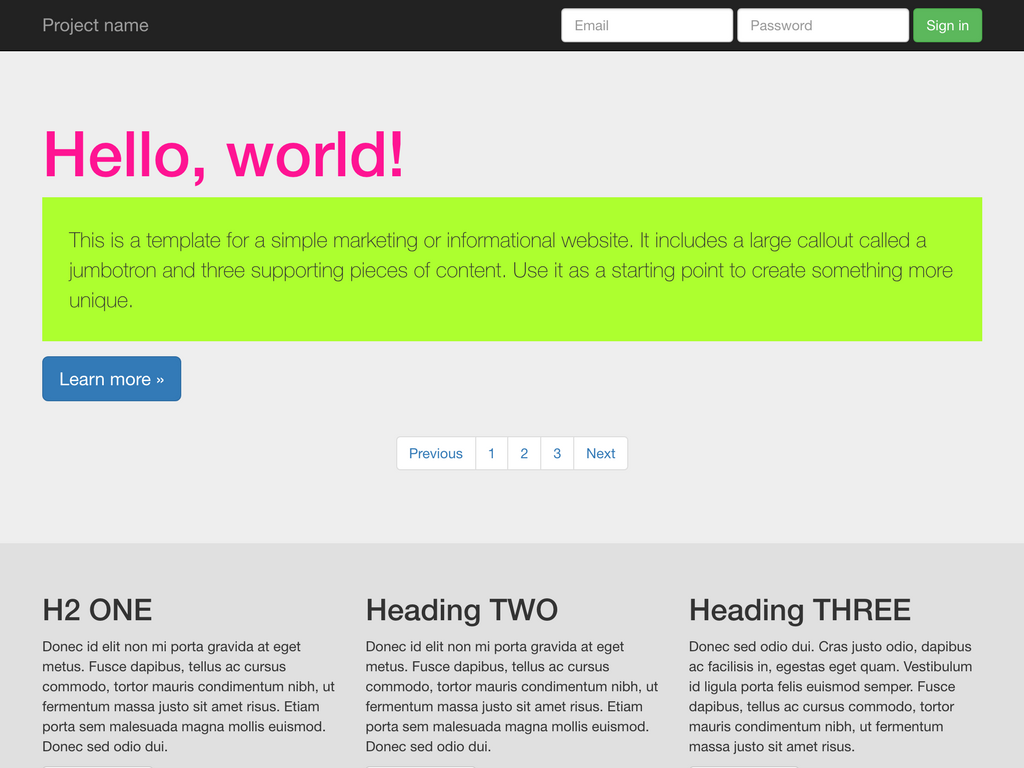 Project name
Email
Password
Sign in
Hello, world!
This is a template for a simple marketing or informational website. It includes a large callout called a
jumbotron and three supporting pieces of content. Use it as a starting point to create something more
unique.
Learn more »
Previous
1
2
3
Next
H2 ONE
Donec id elit non mi porta gravida at eget
metus. Fusce dapibus, tellus ac cursus
commodo, tortor mauris condimentum nibh, ut
fermentum massa justo sit amet risus. Etiam
porta sem malesuada magna mollis euismod.
Donec sed odio dui.
Heading TWO
Donec id elit non mi porta gravida at eget
metus. Fusce dapibus, tellus ac cursus
commodo, tortor mauris condimentum nibh, ut
fermentum massa justo sit amet risus. Etiam
porta sem malesuada magna mollis euismod.
Donec sed odio dui.
Heading THREE
Donec sed odio dui. Cras justo odio, dapibus
ac facilisis in, egestas eget quam. Vestibulum
id ligula porta felis euismod semper. Fusce
dapibus, tellus ac cursus commodo, tortor
mauris condimentum nibh, ut fermentum
massa justo sit amet risus.